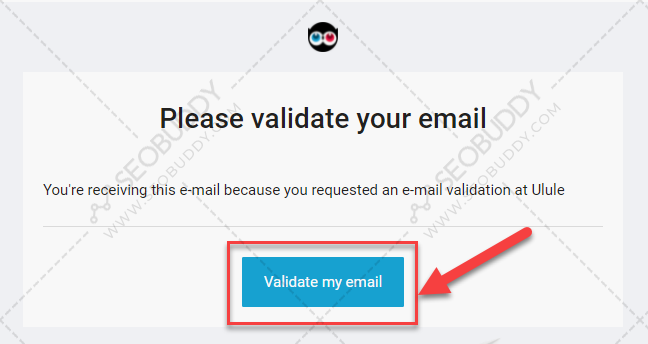 Please validate your email
You're receiving this e-mail because you requested an e-mail validation at Ulule
Validate my email
SEOBUDDY
WWW.SEOBUDDY.COM
SEOBUDDY
WWW.SEOBUDDY.COM